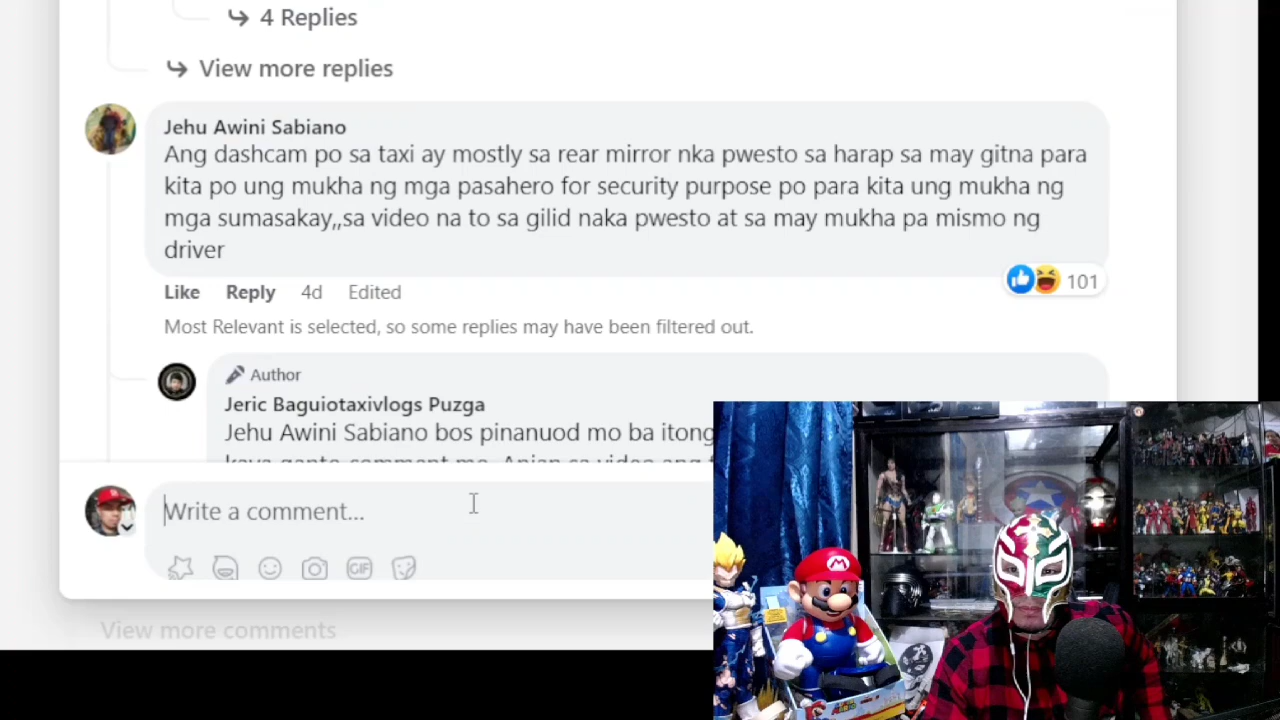 4 Replies
View more replies
Jehu Awini Sabiano
Ang dashcam po sa taxi ay mostly sa rear mirror nka pwesto sa harap sa may gitna para
kita po ung mukha ng mga pasahero for security purpose po para kita ung mukha ng
mga sumasakay,,sa video na to sa gilid naka pwesto at sa may mukha pa mismo ng
driver
Like Reply 4d Edited
101
Most Relevant is selected, so some replies may have been filtered out.
Author
Jeric Baguiotaxivlogs Puzga
Jehu Awini Sabiano bos pinanuod mo ba itong
Write a comment...
GIF
View more comments